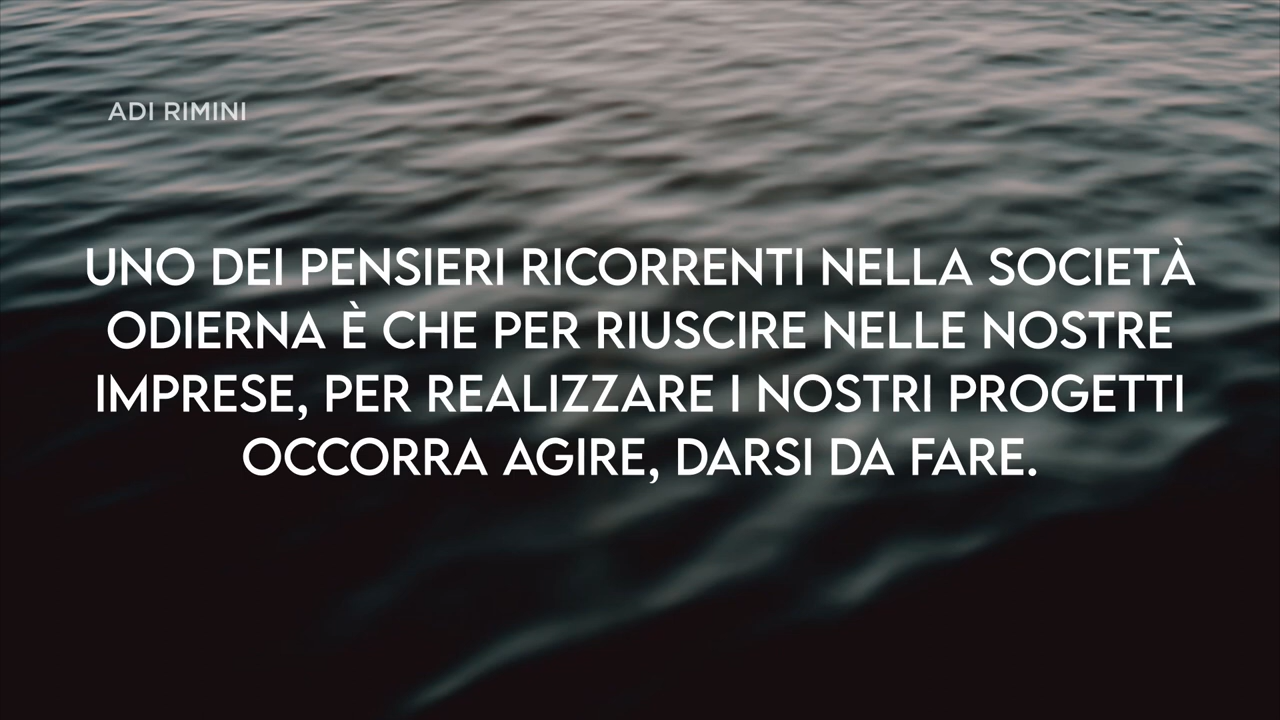 ADI RIMINI
UNO DEI PENSIERI RICORRENTI NELLA SOCIETÀ
ODIERNA È CHE PER RIUSCIRE NELLE NOSTRE
IMPRESE, PER REALIZZARE I NOSTRI PROGETTI
OCCORRA AGIRE, DARSI DA FARE.